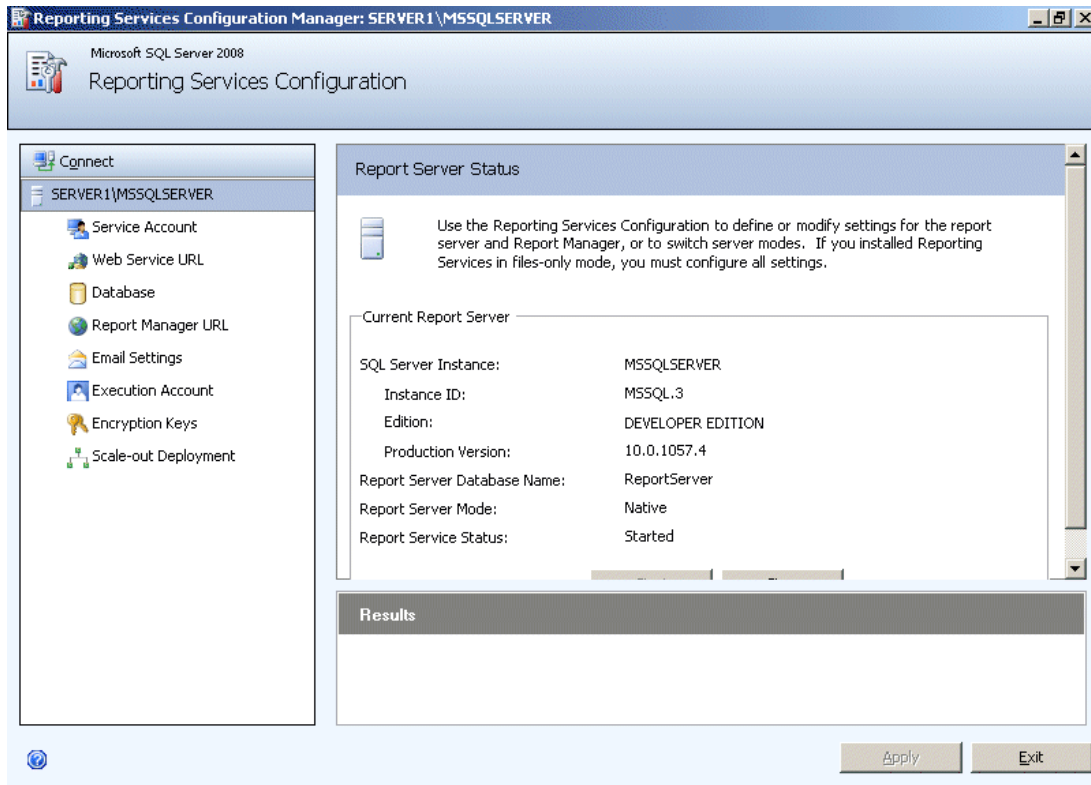 Reporting Services Configuration Manager: SERVER1\MSSQLSERVER
Microsoft SQL Server 2008
Reporting Services Configuration
Connect
SERVER1\MSSQLSERVER
Service Account
Web Service URL
Database
Report Manager URL
Email Settings
Execution Account
Encryption Keys
Scale-out Deployment
Report Server Status
Use the Reporting Services Configuration to define or modify settings for the report
server and Report Manager, or to switch server modes. If you installed Reporting
Services in files-only mode, you must configure all settings.
Current Report Server
SQL Server Instance: MSSQLSERVER
Instance ID: MSSQL.3
Edition: DEVELOPER EDITION
Production Version: 10.0.1057.4
Report Server Database Name: ReportServer
Report Server Mode: Native
Report Service Status: Started
Results
Apply Exit